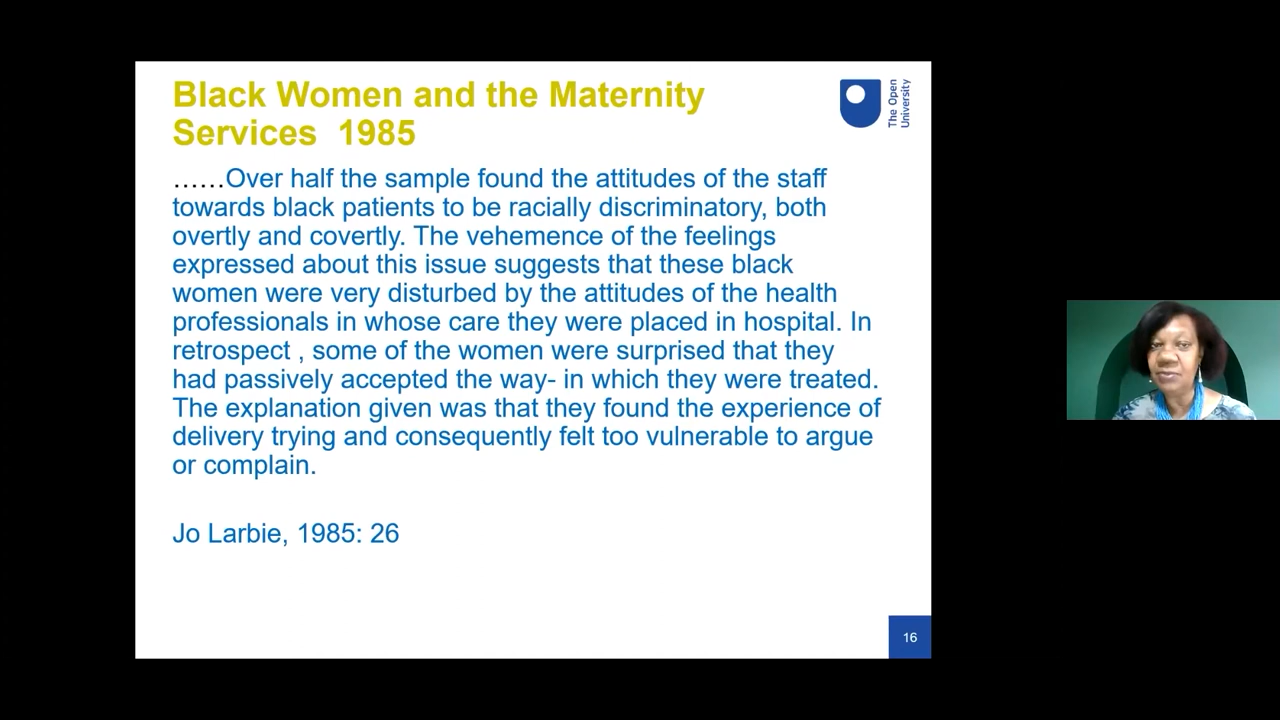 Black Women and the Maternity
Services  1985
The Open
University
……Over half the sample found the attitudes of the staff
towards black patients to be racially discriminatory, both
overtly and covertly. The vehemence of the feelings
expressed about this issue suggests that these black
women were very disturbed by the attitudes of the health
professionals in whose care they were placed in hospital. In
retrospect , some of the women were surprised that they
had passively accepted the way- in which they were treated.
The explanation given was that they found the experience of
delivery trying and consequently felt too vulnerable to argue
or complain.
Jo Larbie, 1985: 26
16